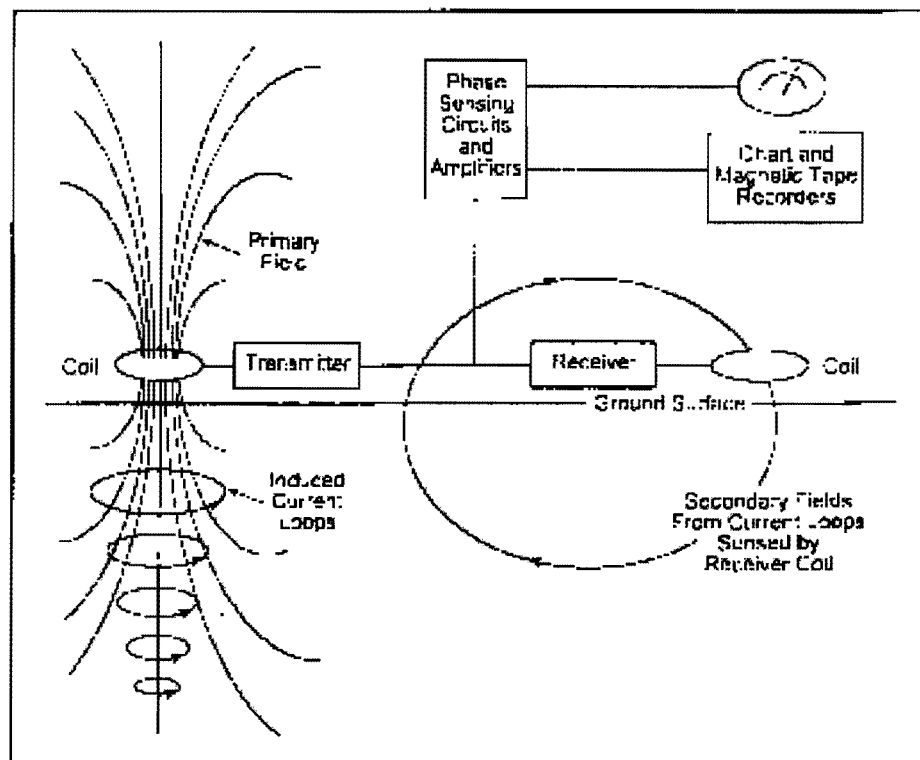 Phase
Sensing
Circuits
and
Amplifiers
Chart and
Magnetic Tape
Recorders
Primary
Field
Coil
Transmitter
Receiver
Coil
Ground Surface
Induced
Current
Loops
Secondary Fields
From Current Loops
Sensed by
Receiver Coil